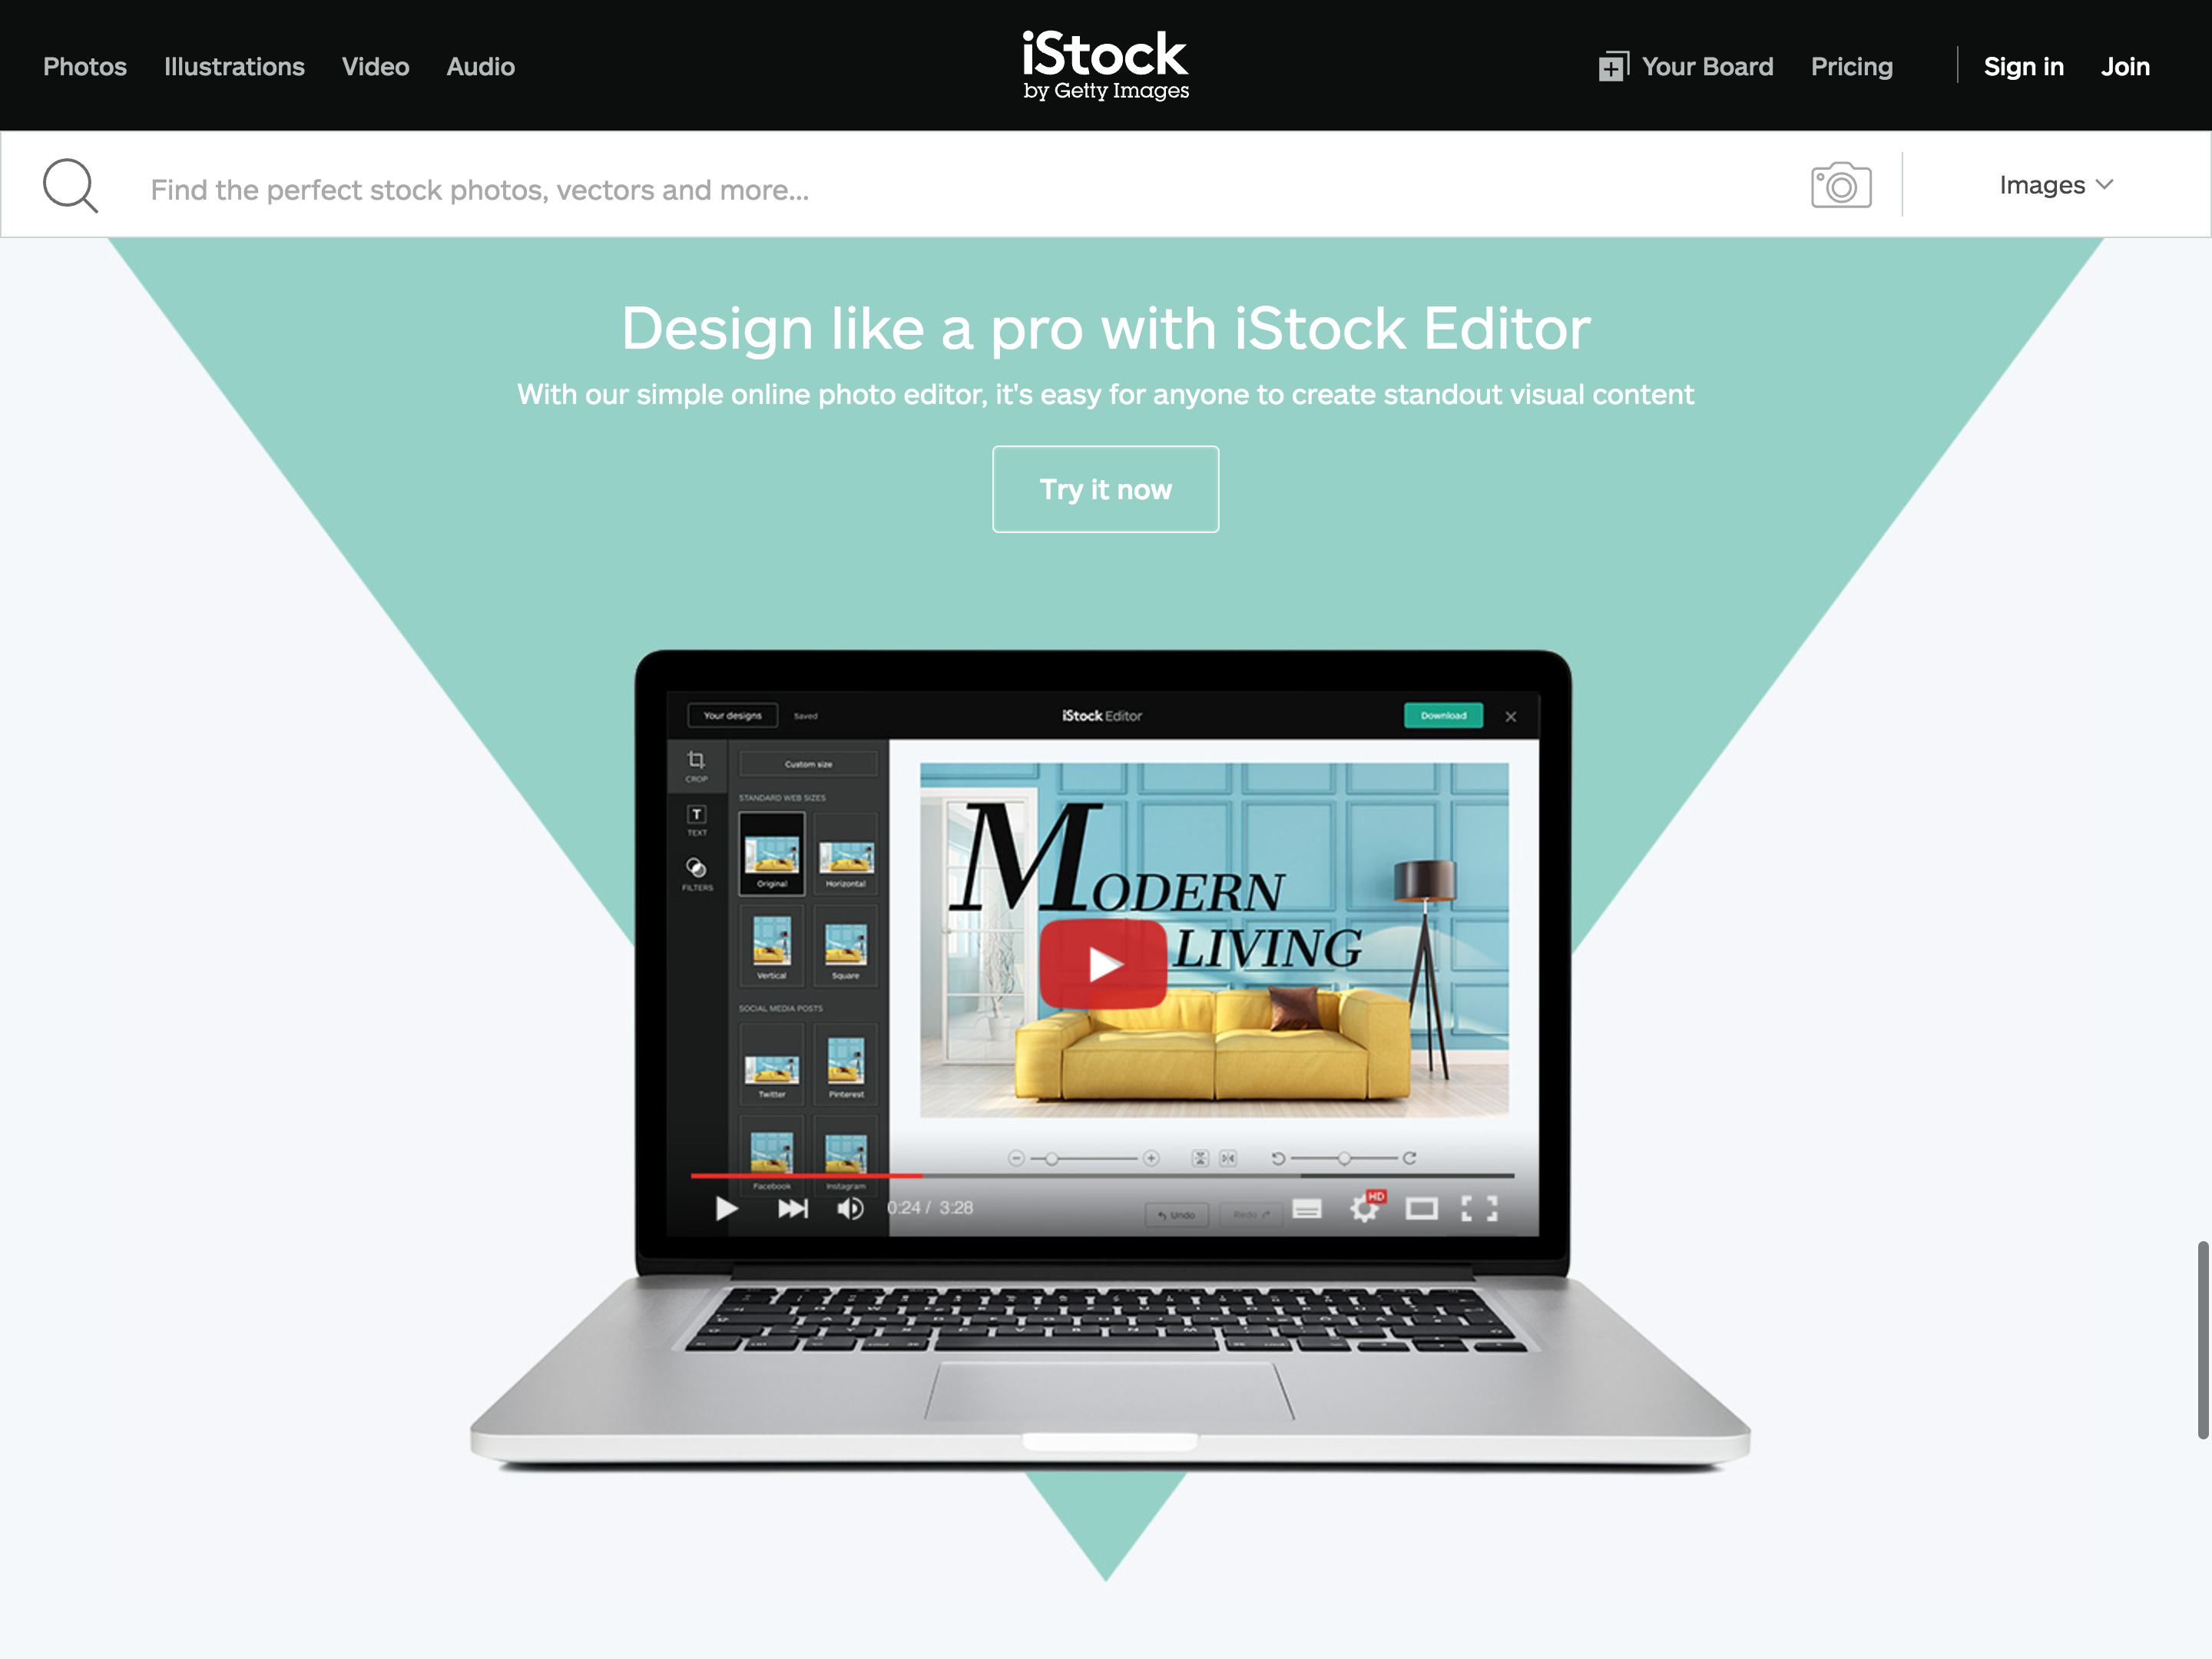 Photos Illustrations Video Audio
iStock
by Getty Images
Your Board Pricing Sign in Join
Find the perfect stock photos, vectors and more...
Images
Design like a pro with iStock Editor
With our simple online photo editor, it's easy for anyone to create standout visual content
Try it now
Your designs Saved iStock Editor Download
CROP
TEXT
FILTERS
Custom size
STANDARD WEB SIZES
Original Horizontal
Vertical Square
SOCIAL MEDIA POSTS
Twitter Pinterest
Facebook Instagram
MODERN
LIVING
0:24 / 3:28
Undo Redo
HD